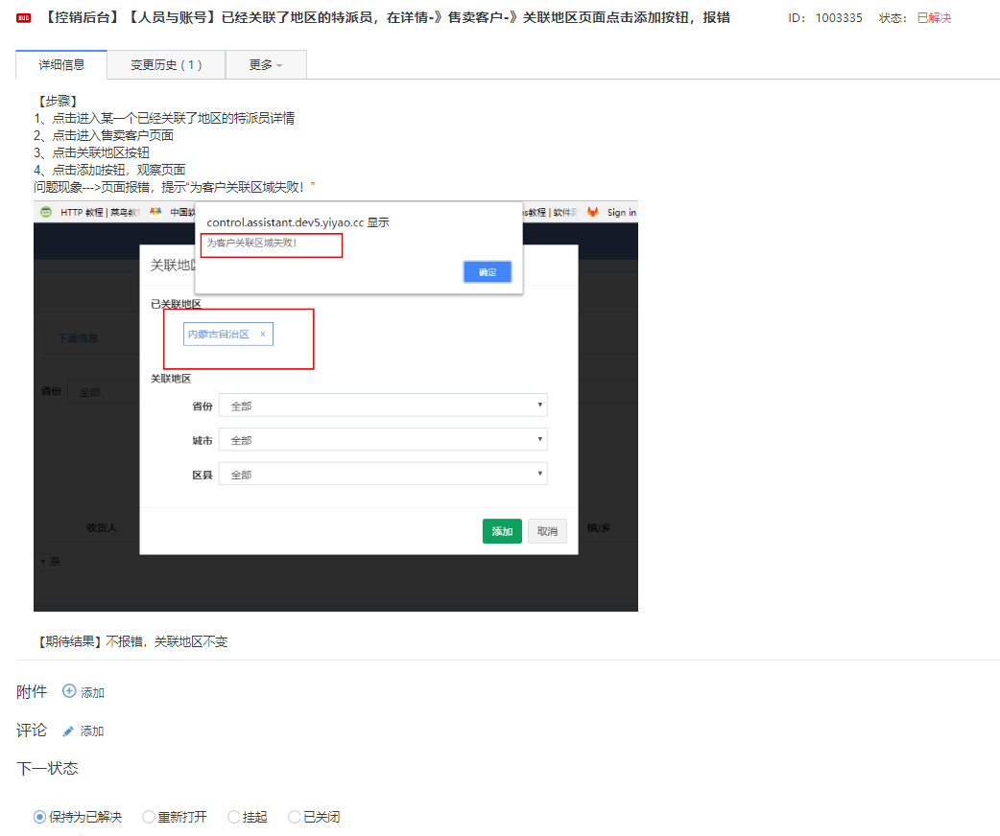 BUG 【控销后台】【人员与账号】已经关联了地区的特派员，在详情-》售卖客户-》关联地区页面点击添加按钮，报错 ID： 1003335 状态： 已解决
详细信息 变更历史 ( 1 ) 更多
【步骤】
1、点击进入某一个已经关联了地区的特派员详情
2、点击进入售卖客户页面
3、点击关联地区按钮
4、点击添加按钮，观察页面
问题现象--->页面报错，提示“为客户关联区域失败！”
HTTP 教程 | 菜鸟教 中国软 s教程 | 软件测 Sign in
control.assistant.dev5.yiyao.cc 显示
为客户关联区域失败！
确定
关联地区
已关联地区
内蒙古自治区 ×
下属信息
关联地区
省份 全部
省份 全部
城市 全部
区县 全部
收货人 镇/乡
添加 取消
条
【期待结果】不报错，关联地区不变
附件 添加
评论 添加
下一状态
保持为已解决 重新打开 挂起 已关闭